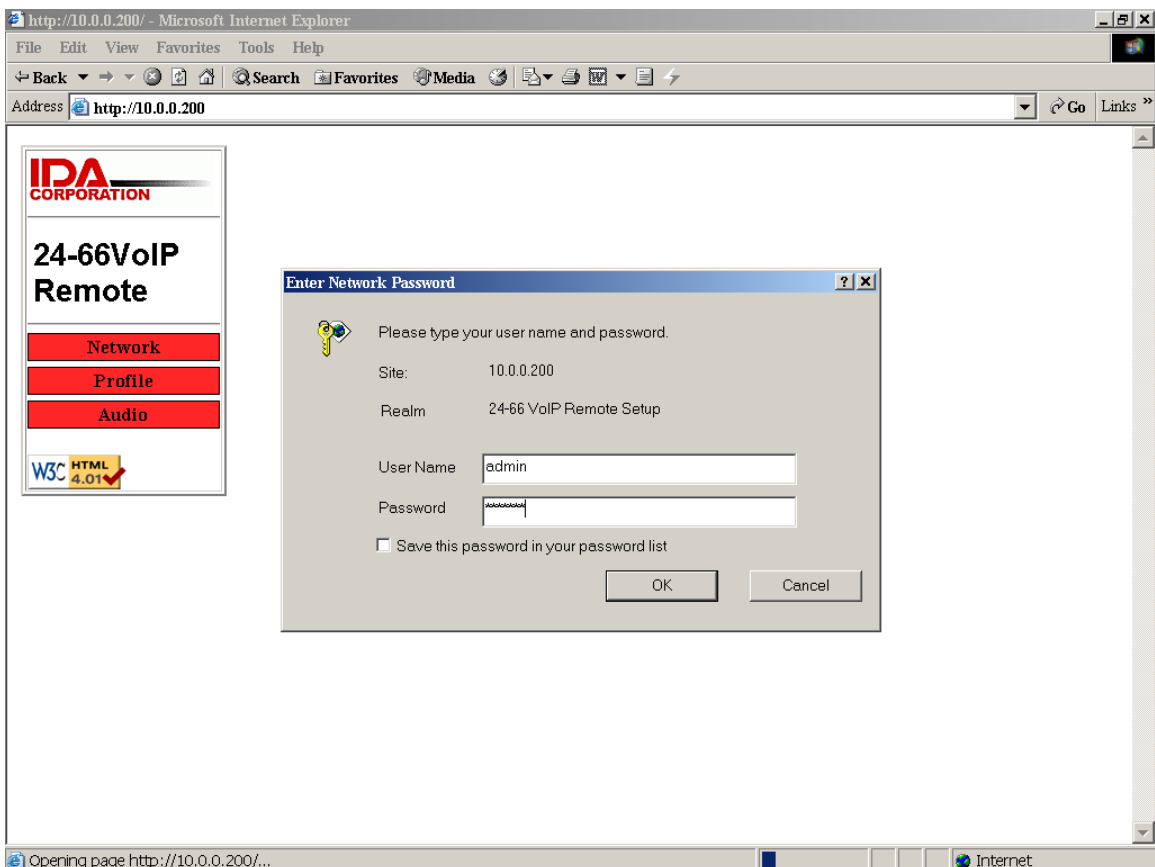 http://10.0.0.200/ - Microsoft Internet Explorer
File Edit View Favorites Tools Help
Back Search Favorites Media
Address http://10.0.0.200 Go Links »
IDA
CORPORATION
24-66VoIP
Remote
Network
Profile
Audio
W3C HTML
4.01
Enter Network Password
Please type your user name and password.
Site: 10.0.0.200
Realm 24-66 VoIP Remote Setup
User Name admin
Password *******
Save this password in your password list
OK Cancel
Opening page http://10.0.0.200/... Internet